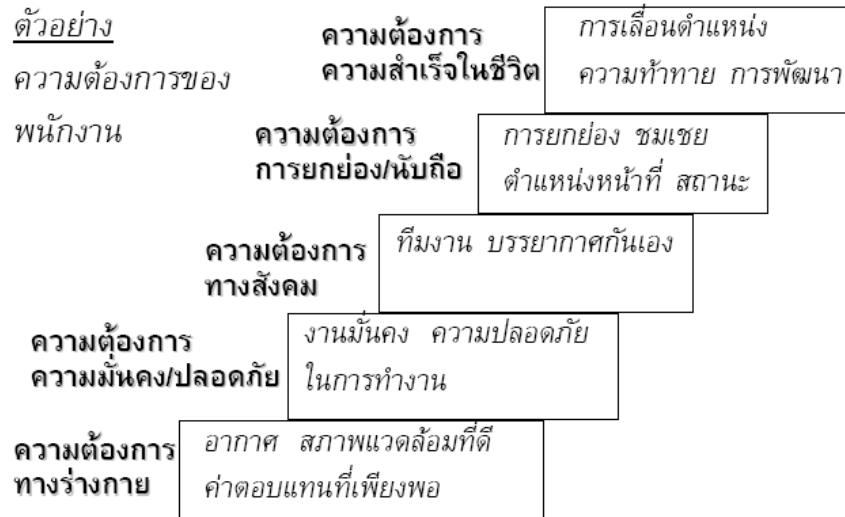 ตัวอย่าง
ความต้องการของ
พนักงาน
ความต้องการ
ความสำเร็จในชีวิต
การเลื่อนตำแหน่ง
ความท้าทาย การพัฒนา
ความต้องการ
การยกย่อง/นับถือ
การยกย่อง ชมเชย
ตำแหน่งหน้าที่ สถานะ
ความต้องการ
ทางสังคม
ทีมงาน บรรยากาศกันเอง
ความต้องการ
ความมั่นคง/ปลอดภัย
งานมั่นคง ความปลอดภัย
ในการทำงาน
ความต้องการ
ทางร่างกาย
อากาศ สภาพแวดล้อมที่ดี
ค่าตอบแทนที่เพียงพอ